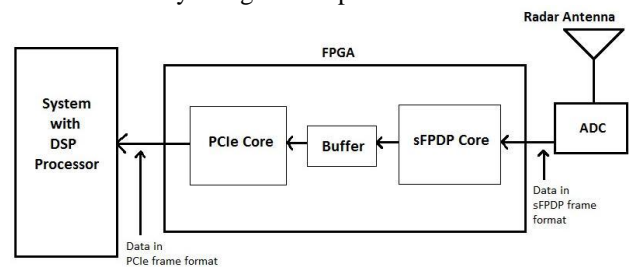 Radar Antenna
FPGA
System
with
DSP
Processor
PCIe Core
Buffer
sFPDP Core
ADC
Data in
sFPDP frame
format
Data in
PCIe frame format